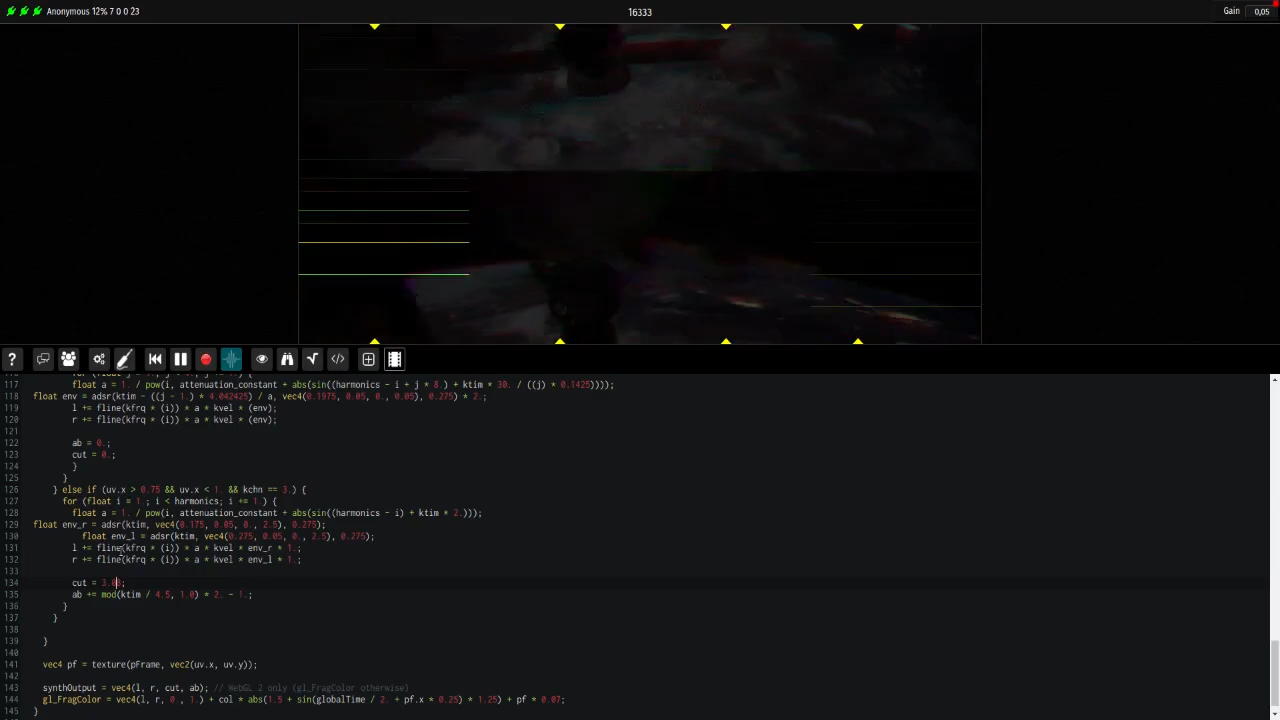 Anonymous 12% 7 0 0 23
16333
Gain 0,05
117 float a = 1. / pow(i, attenuation_constant + abs(sin((harmonics - i + j * 8.) + ktim * 30. / ((j) * 0.1425))));
118 float env = adsr(ktim - ((j - 1.) * 4.042425) / a, vec4(0.1975, 0.05, 0., 0.05), 0.275) * 2.;
119 l += fline(kfrq * (i)) * a * kvel * (env);
120 r += fline(kfrq * (i)) * a * kvel * (env);
121
122 ab = 0.;
123 cut = 0.;
124 }
125 }
126 } else if (uv.x > 0.75 && uv.x < 1. && kchn == 3.) {
127 for (float i = 1.; i < harmonics; i += 1.) {
128 float a = 1. / pow(i, attenuation_constant + abs(sin((harmonics - i) + ktim * 2.)));
129 float env_r = adsr(ktim, vec4(0.175, 0.05, 0., 2.5), 0.275);
130 float env_l = adsr(ktim, vec4(0.275, 0.05, 0., 2.5), 0.275);
131 l += fline(kfrq * (i)) * a * kvel * env_r * 1.;
132 r += fline(kfrq * (i)) * a * kvel * env_l * 1.;
133
134 cut =
135 ab += mod(ktim / 4.5, 1.0) * 2. - 1.;
136 }
137 }
138
139 }
140
141 vec4 pf = texture(pFrame, vec2(uv.x, uv.y));
142
143 synthOutput = vec4(l, r, cut, ab); // WebGL 2 only (gl_FragColor otherwise)
144 gl_FragColor = vec4(l, r, 0., 1.) + col * abs(1.5 + sin(globalTime / 2. + pf.x * 0.25) * 1.25) + pf * 0.07;
145 }